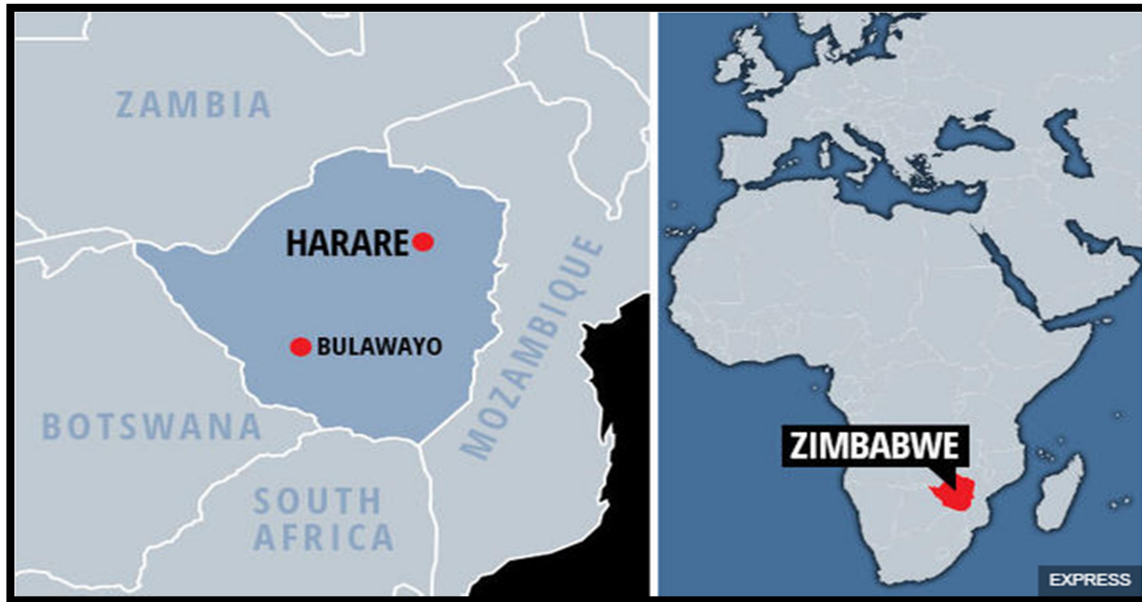 ZAMBIA
HARARE
BULAWAYO
MOZAMBIQUE
BOTSWANA
SOUTH
AFRICA
ZIMBABWE
EXPRESS